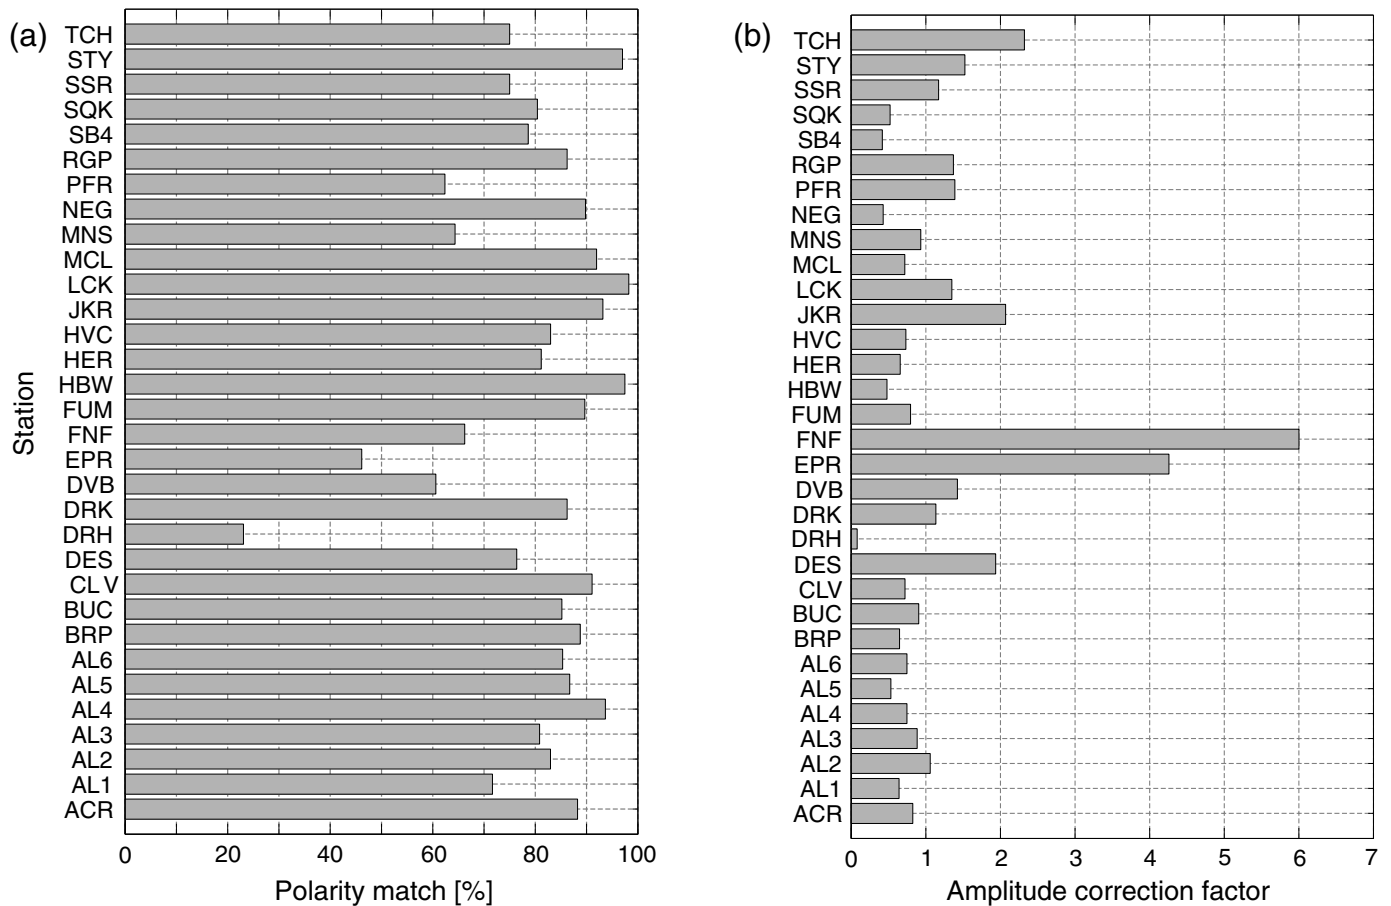 (a)
TCH
STY
SSR
SQK
SB4
RGP
PFR
NEG
MNS
MCL
LCK
JKR
HVC
HER
HBW
FUM
FNF
EPR
DVB
DRK
DRH
DES
CLV
BUC
BRP
AL6
AL5
AL4
AL3
AL2
AL1
ACR
Station
0 20 40 60 80 100
Polarity match [%]
(b)
TCH
STY
SSR
SQK
SB4
RGP
PFR
NEG
MNS
MCL
LCK
JKR
HVC
HER
HBW
FUM
FNF
EPR
DVB
DRK
DRH
DES
CLV
BUC
BRP
AL6
AL5
AL4
AL3
AL2
AL1
ACR
0 1 2 3 4 5 6 7
Amplitude correction factor